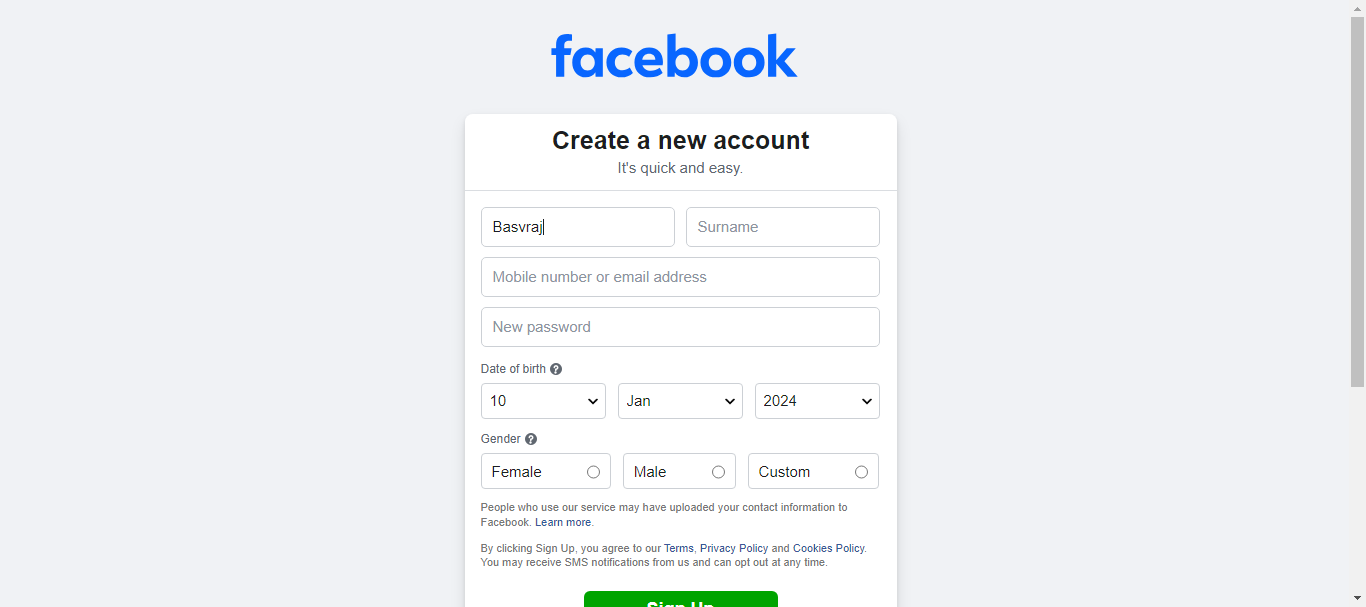 facebook
Create a new account
It's quick and easy.
Basvraj Surname
Mobile number or email address
New password
Date of birth ?
10 Jan 2024
Gender ?
Female Male Custom
People who use our service may have uploaded your contact information to
Facebook. Learn more.
By clicking Sign Up, you agree to our Terms, Privacy Policy and Cookies Policy.
You may receive SMS notifications from us and can opt out at any time.
Sign Up